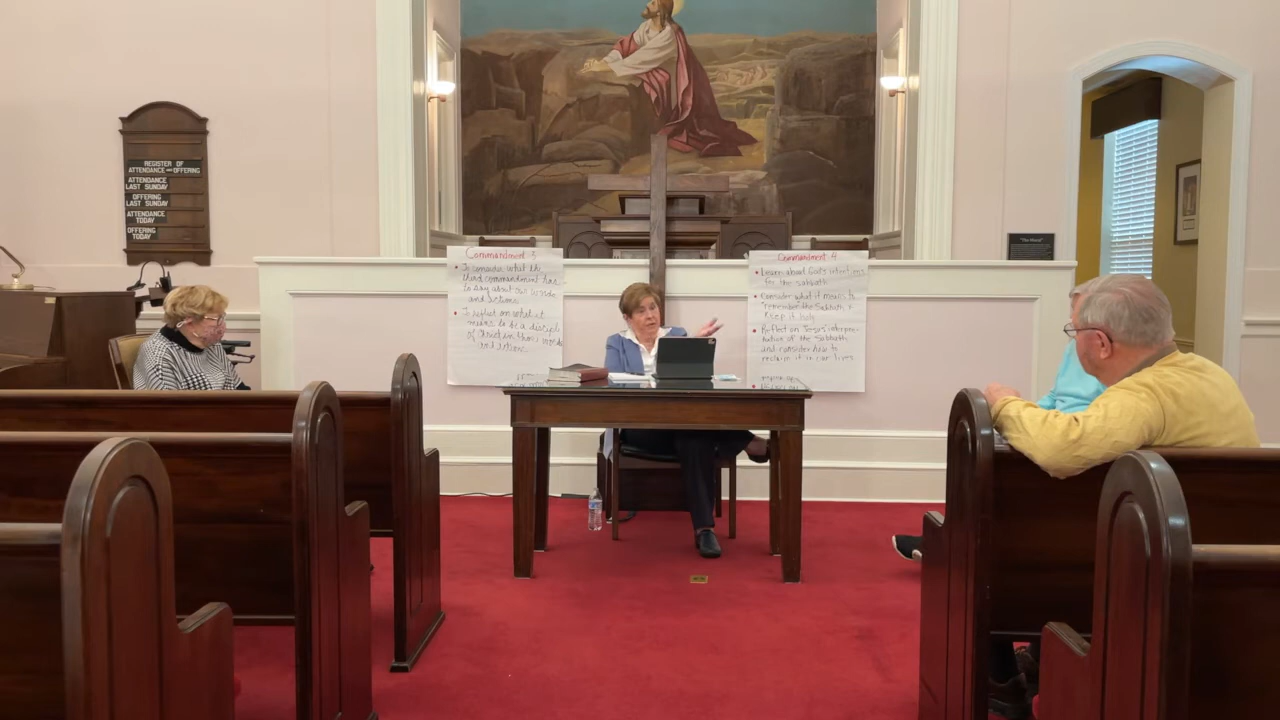 REGISTER OF
ATTENDANCE AND OFFERING
ATTENDANCE
LAST SUNDAY
OFFERING
LAST SUNDAY
ATTENDANCE
TODAY
OFFERING
TODAY
Commandment 3
• To consider what the
third commandment has
to say about our words
and actions
• To reflect on what it
means to be a disciple
of Christ in those words
and actions
Commandment 4
• Learn about God's intentions
for the sabbath
• Consider what it means to
"remember the Sabbath &
Keep it holy
• Reflect on Jesus's interpre-
tation of the Sabbath
and consider how to
reclaim it in our lives
"The Mural"